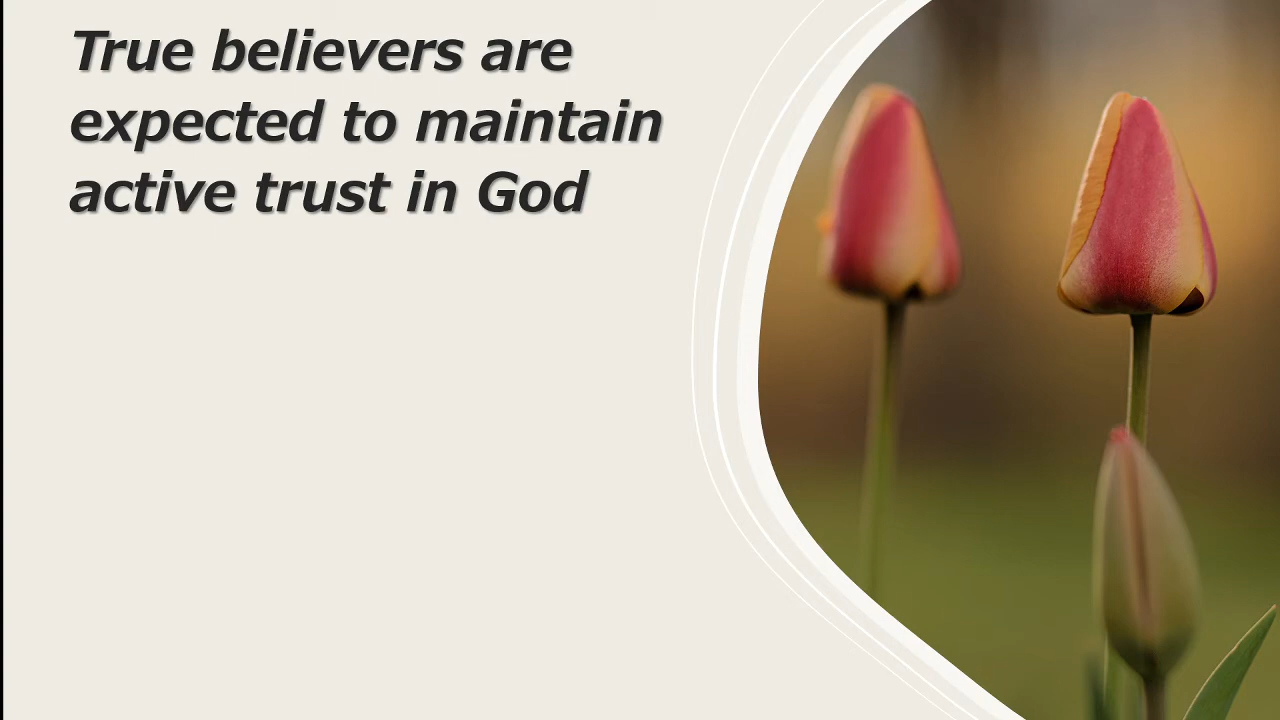 True believers are
expected to maintain
active trust in God